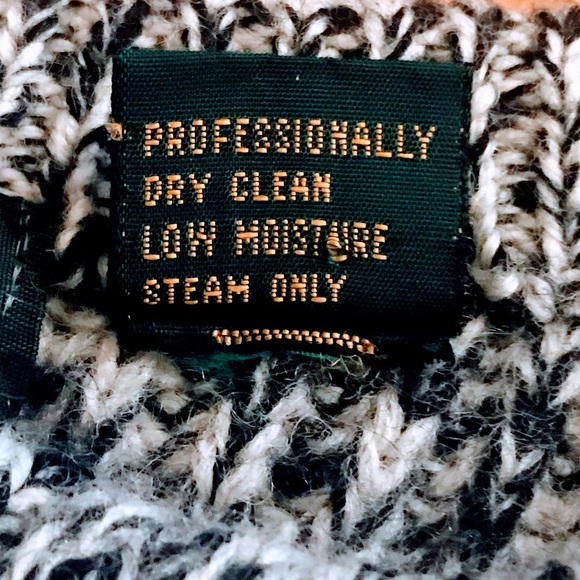 PROFESSIONALLY
DRY CLEAN
LOW MOISTURE
STEAM ONLY